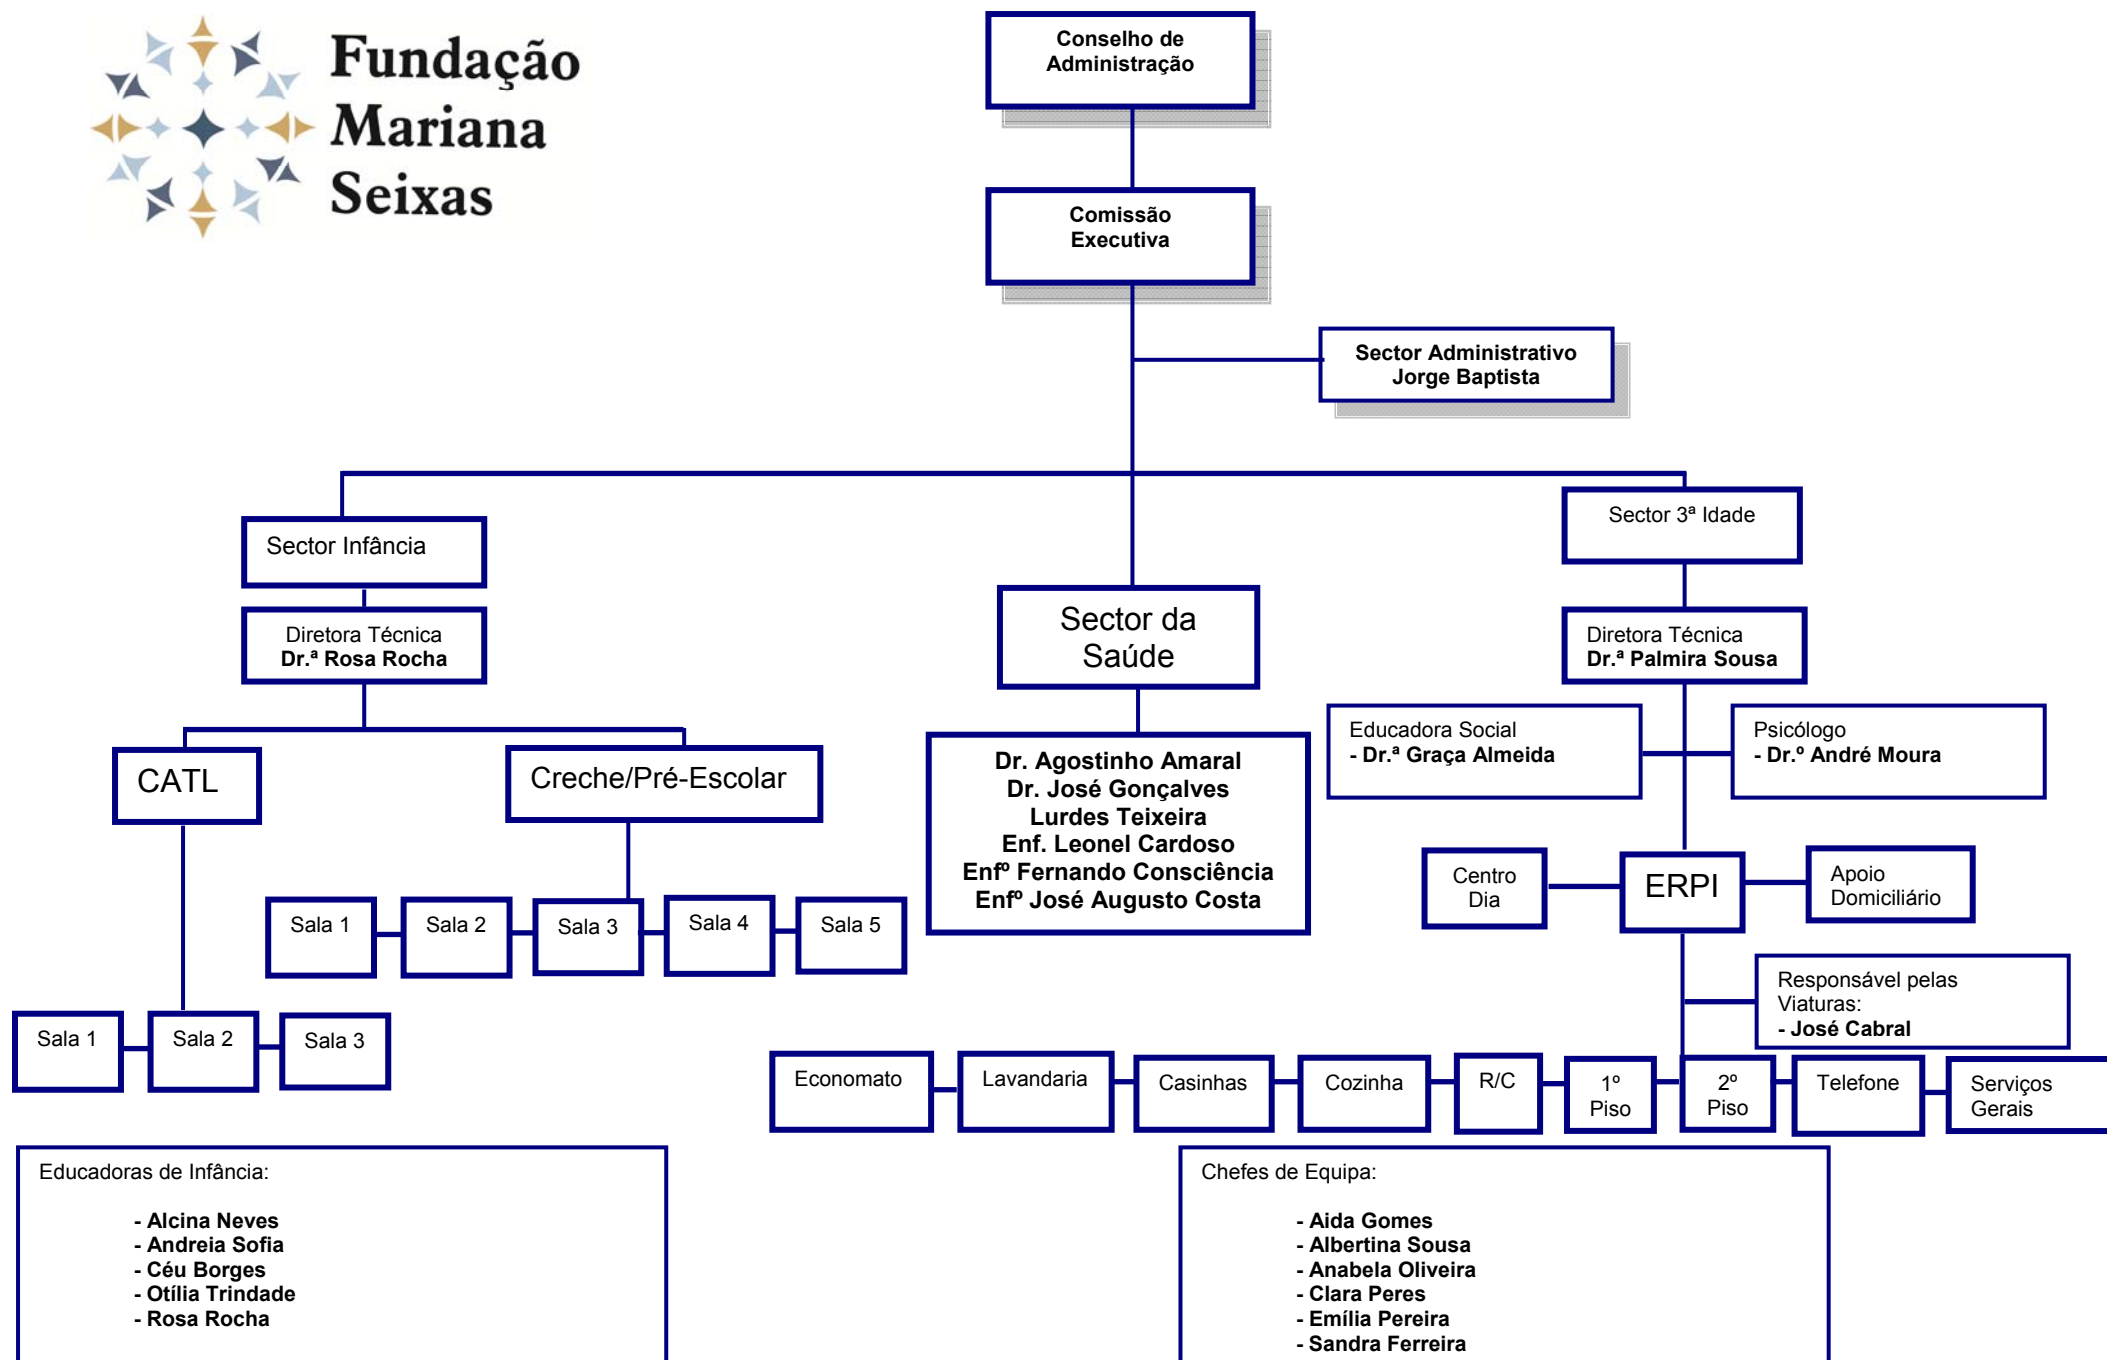 Fundação
Mariana
Seixas
Conselho de
Administração
Comissão
Executiva
Sector Administrativo
Jorge Baptista
Sector Infância
Diretora Técnica
Dr.ª Rosa Rocha
CATL
Creche/Pré-Escolar
Sala 1
Sala 2
Sala 3
Sala 4
Sala 5
Sala 1
Sala 2
Sala 3
Sector da
Saúde
Dr. Agostinho Amaral
Dr. José Gonçalves
Lurdes Teixeira
Enf. Leonel Cardoso
Enfº Fernando Consciência
Enfº José Augusto Costa
Sector 3ª Idade
Diretora Técnica
Dr.ª Palmira Sousa
Educadora Social
- Dr.ª Graça Almeida
Psicólogo
- Dr.º André Moura
Centro
Dia
ERPI
Apoio
Domiciliário
Responsável pelas
Viaturas:
- José Cabral
Economato
Lavandaria
Casinhas
Cozinha
R/C
1º
Piso
2º
Piso
Telefone
Serviços
Gerais
Educadoras de Infância:
- Alcina Neves
- Andreia Sofia
- Céu Borges
- Otília Trindade
- Rosa Rocha
Chefes de Equipa:
- Aida Gomes
- Albertina Sousa
- Anabela Oliveira
- Clara Peres
- Emília Pereira
- Sandra Ferreira